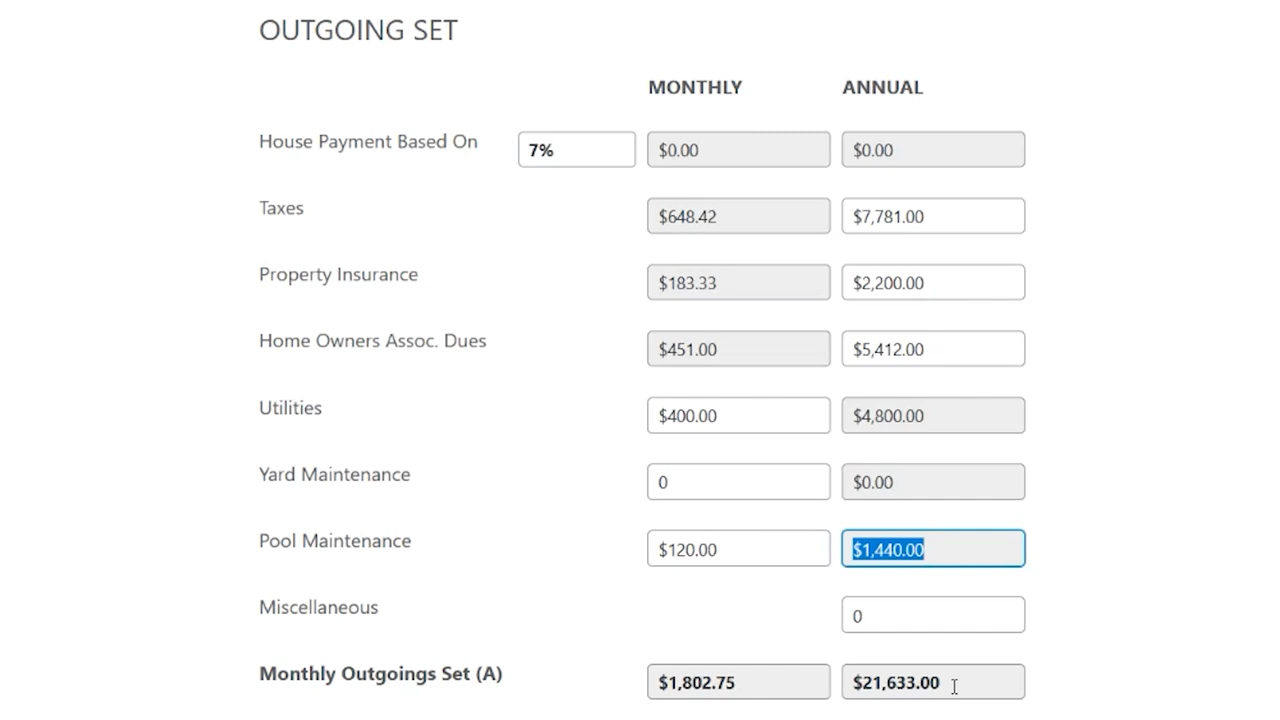 OUTGOING SET
MONTHLY ANNUAL
House Payment Based On 7% $0.00 $0.00
Taxes $648.42 $7,781.00
Property Insurance $183.33 $2,200.00
Home Owners Assoc. Dues $451.00 $5,412.00
Utilities $400.00 $4,800.00
Yard Maintenance 0 $0.00
Pool Maintenance $120.00 $1,440.00
Miscellaneous 0
Monthly Outgoings Set (A) $1,802.75 $21,633.00